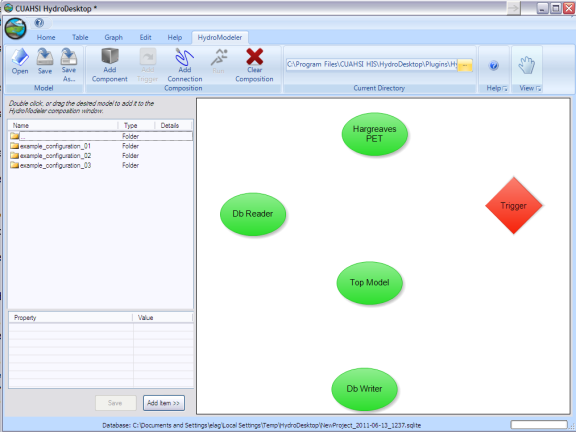 CUAHSI HydroDesktop *
Home Table Graph Edit Help HydroModeler
Open Save Save As... Add Component Add Trigger Add Connection Run Clear Composition C:\Program Files\CUAHSI HIS\HydroDesktop\Plugins\Hy ...
Model Composition Current Directory Help View
Double click, or drag the desired model to add it to the
HydroModeler composition window.
Name Type Details
.. Folder
example_configuration_01 Folder
example_configuration_02 Folder
example_configuration_03 Folder
Hargreaves
PET
Trigger
Db Reader
Top Model
Db Writer
Property Value
Save Add Item >>
Database: C:\Documents and Settings\elag\Local Settings\Temp\HydroDesktop\NewProject_2011-06-13_1237.sqlite